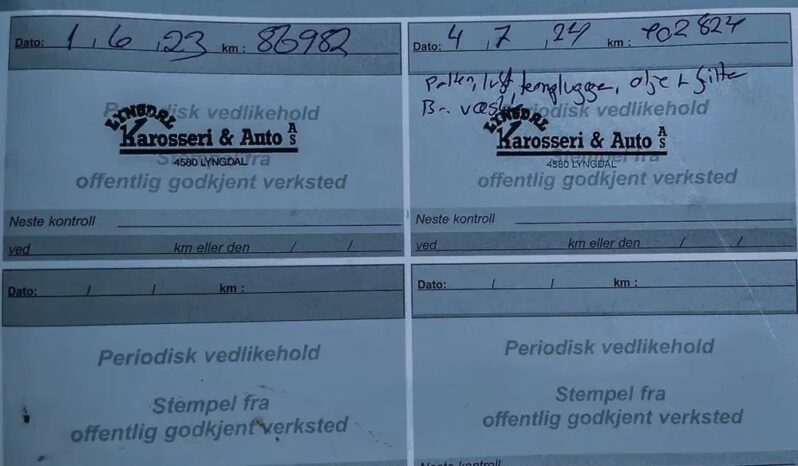 Dato: 1 , 6 , 23 km : 86982
Periodisk vedlikehold
LYNGDAL
Karosseri & Auto AS
4580 LYNGDAL
Stempel fra
offentlig godkjent verksted
Neste kontroll
ved km eller den / /
Dato: 4 , 7 , 24 km : 102824
Pollen, luft, tennplugger, olje + filter
Br. væske,
Periodisk vedlikehold
LYNGDAL
Karosseri & Auto AS
4580 LYNGDAL
Stempel fra
offentlig godkjent verksted
Neste kontroll
ved km eller den / /
Dato: / / km :
Periodisk vedlikehold
Stempel fra
offentlig godkjent verksted
Dato: / / km :
Periodisk vedlikehold
Stempel fra
offentlig godkjent verksted
Neste kontroll